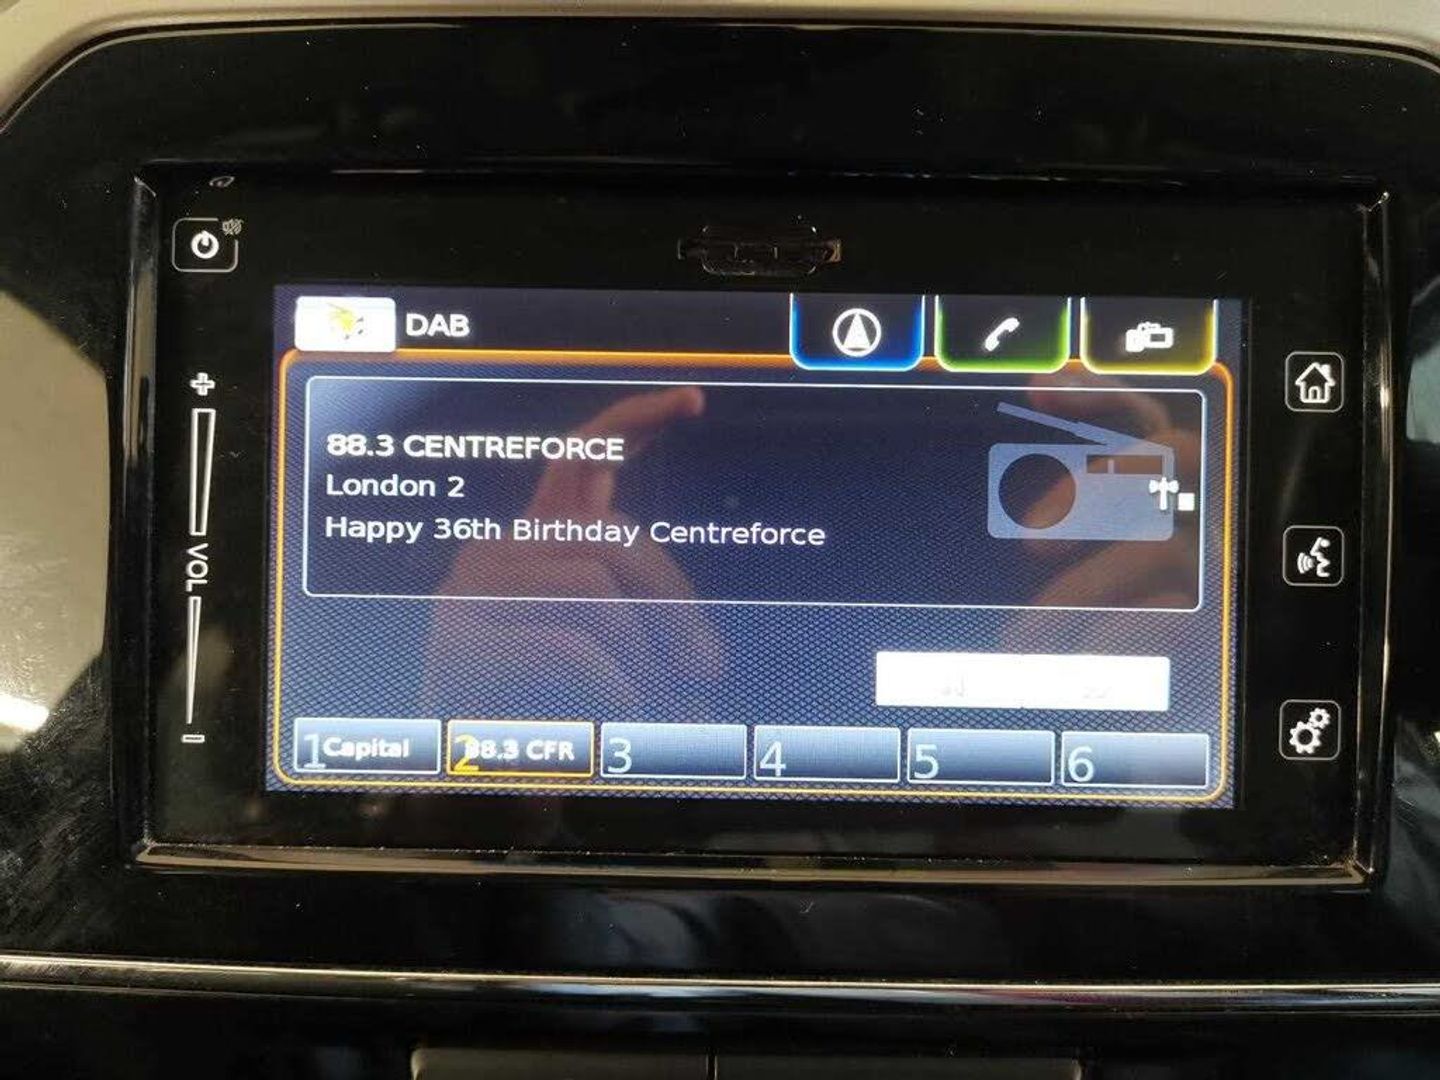 DAB
88.3 CENTREFORCE
London 2
Happy 36th Birthday Centreforce
VOL
1 Capital
2 88.3 CFR
3
4
5
6